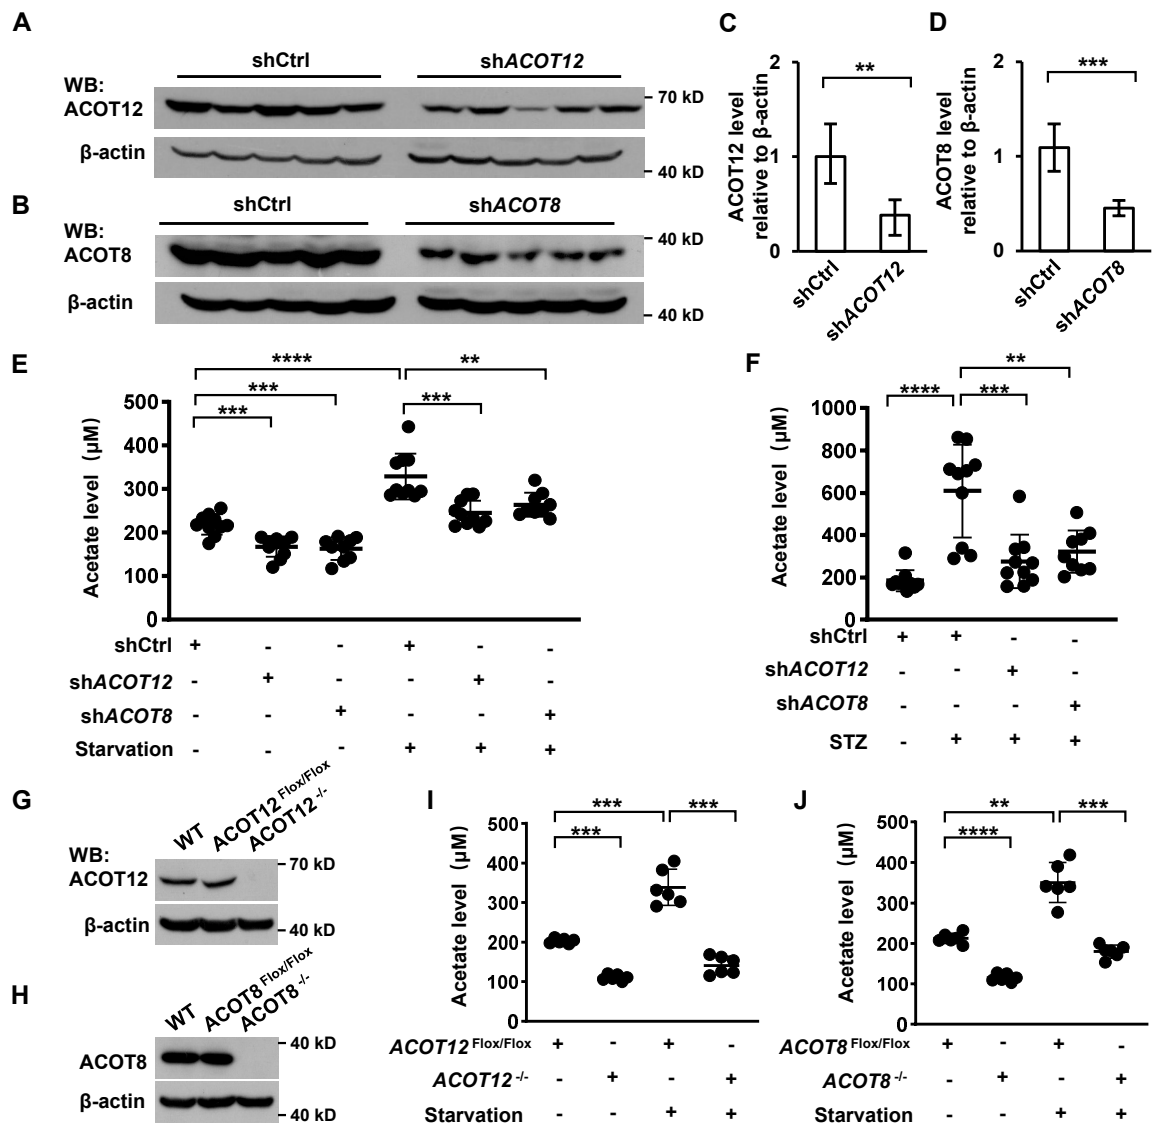 A
shCtrl
shACOT12
WB:
ACOT12
70 kD
β-actin
40 kD
B
shCtrl
shACOT8
WB:
ACOT8
40 kD
β-actin
40 kD
C
ACOT12 level
relative to β-actin
2
1
0
**
shCtrl
shACOT12
D
ACOT8 level
relative to β-actin
2
1
0
***
shCtrl
shACOT8
E
Acetate level (μM)
500
400
300
200
100
0
****
***
***
**
***
shCtrl + - - + - -
shACOT12 - + - - + -
shACOT8 - - + - - +
Starvation - - - + + +
F
Acetate level (μM)
1000
800
600
400
200
0
**
****
***
shCtrl + + - -
shACOT12 - - + -
shACOT8 - - - +
STZ - + + +
G
WT
ACOT12 Flox/Flox
ACOT12 -/-
WB:
ACOT12
70 kD
β-actin
40 kD
H
WT
ACOT8 Flox/Flox
ACOT8 -/-
ACOT8
40 kD
β-actin
40 kD
I
Acetate level (μM)
500
400
300
200
100
0
***
***
***
ACOT12 Flox/Flox + - + -
ACOT12 -/- - + - +
Starvation - - + +
J
Acetate level (μM)
500
400
300
200
100
0
**
***
****
ACOT8 Flox/Flox + - + -
ACOT8 -/- - + - +
Starvation - - + +